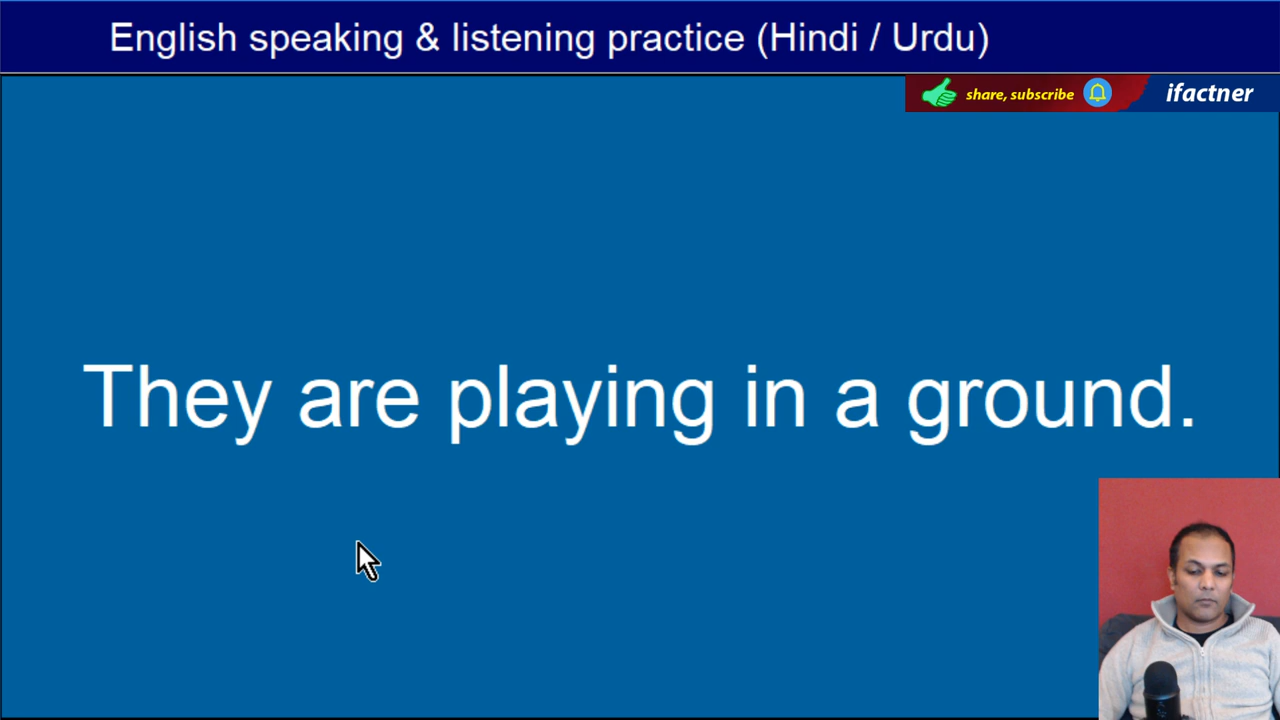 English speaking & listening practice (Hindi / Urdu)
share, subscribe
ifactner
They are playing in a ground.